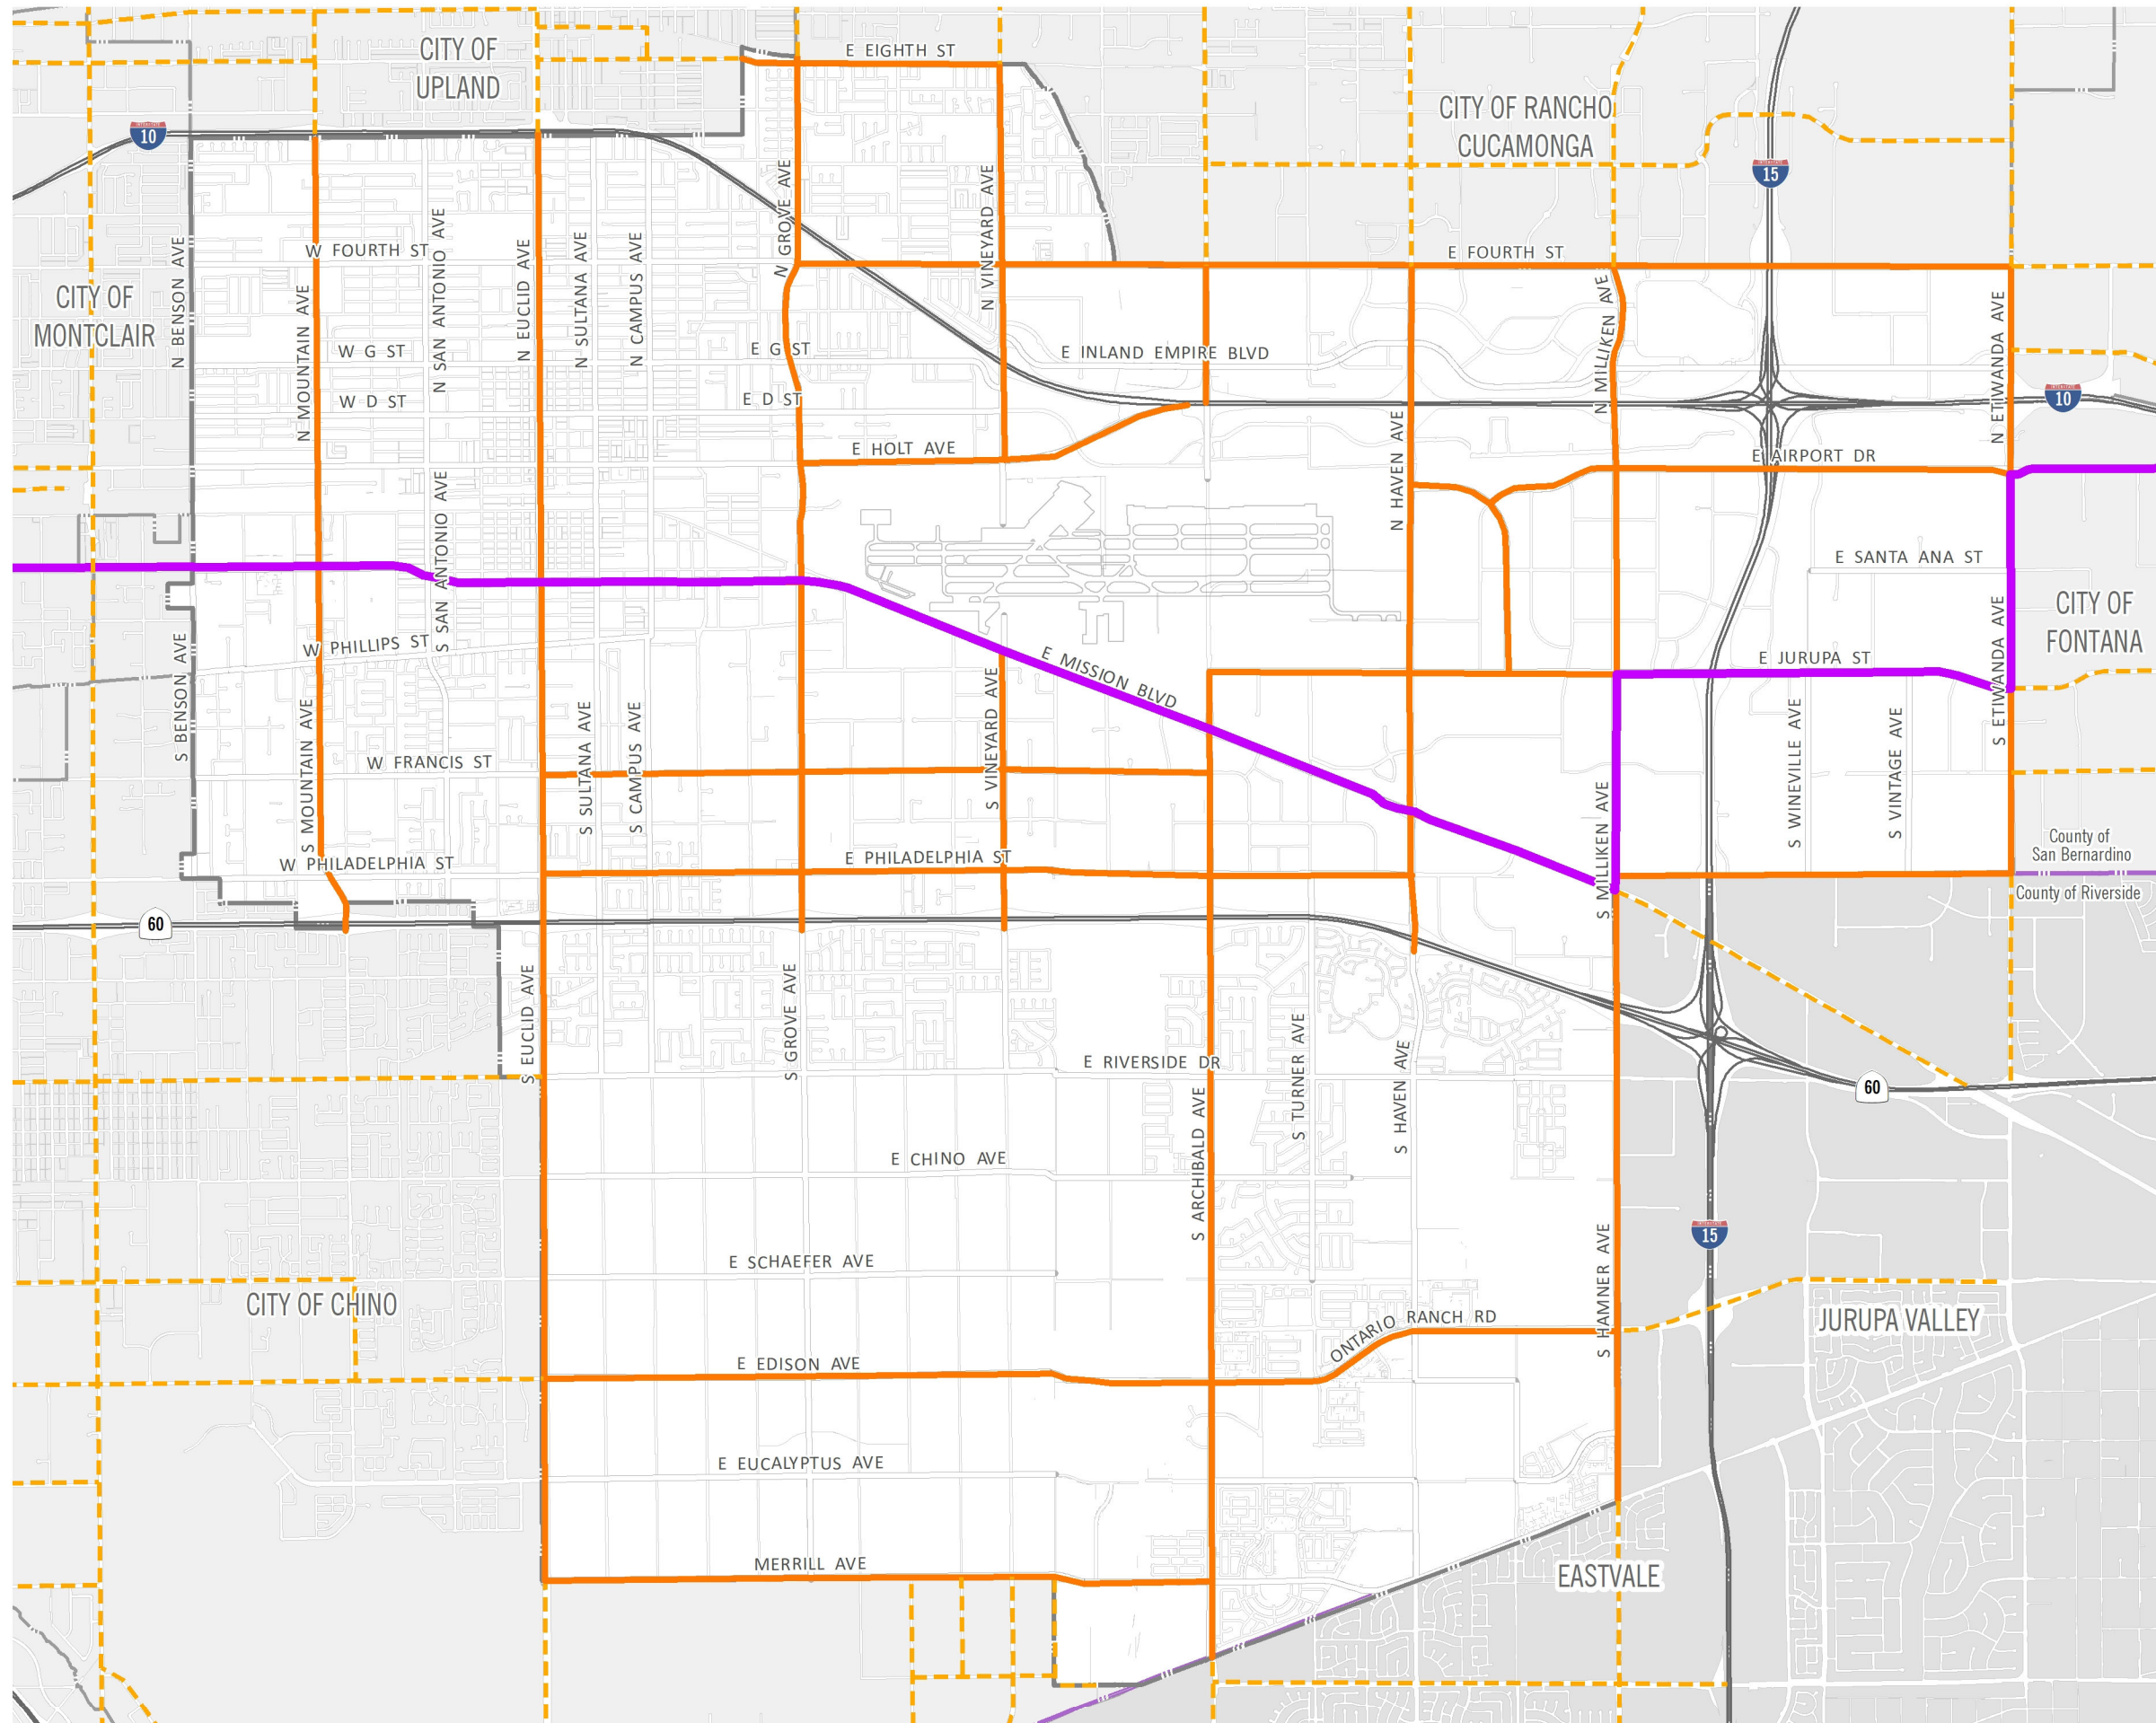 E EIGHTH ST
CITY OF
UPLAND
CITY OF RANCHO
CUCAMONGA
INTERSTATE
10
INTERSTATE
15
N GROVE AVE
N VINEYARD AVE
W FOURTH ST
N SAN ANTONIO AVE
N EUCLID AVE
N SULTANA AVE
N CAMPUS AVE
E FOURTH ST
N BENSON AVE
CITY OF
MONTCLAIR
N MOUNTAIN AVE
N MILLIKEN AVE
N ETIWANDA AVE
W G ST
E G ST
E INLAND EMPIRE BLVD
W D ST
E D ST
INTERSTATE
10
E HOLT AVE
N HAVEN AVE
E AIRPORT DR
S SAN ANTONIO AVE
E SANTA ANA ST
CITY OF
FONTANA
W PHILLIPS ST
S BENSON AVE
E MISSION BLVD
E JURUPA ST
S ETIWANDA AVE
S MOUNTAIN AVE
S SULTANA AVE
S CAMPUS AVE
S VINEYARD AVE
W FRANCIS ST
S MILLIKEN AVE
S WINEVILLE AVE
S VINTAGE AVE
W PHILADELPHIA ST
E PHILADELPHIA ST
County of
San Bernardino
County of Riverside
60
S EUCLID AVE
S GROVE AVE
E RIVERSIDE DR
S TURNER AVE
S HAVEN AVE
60
S ARCHIBALD AVE
E CHINO AVE
INTERSTATE
15
E SCHAEFER AVE
S HAMNER AVE
CITY OF CHINO
ONTARIO RANCH RD
JURUPA VALLEY
E EDISON AVE
E EUCALYPTUS AVE
MERRILL AVE
EASTVALE